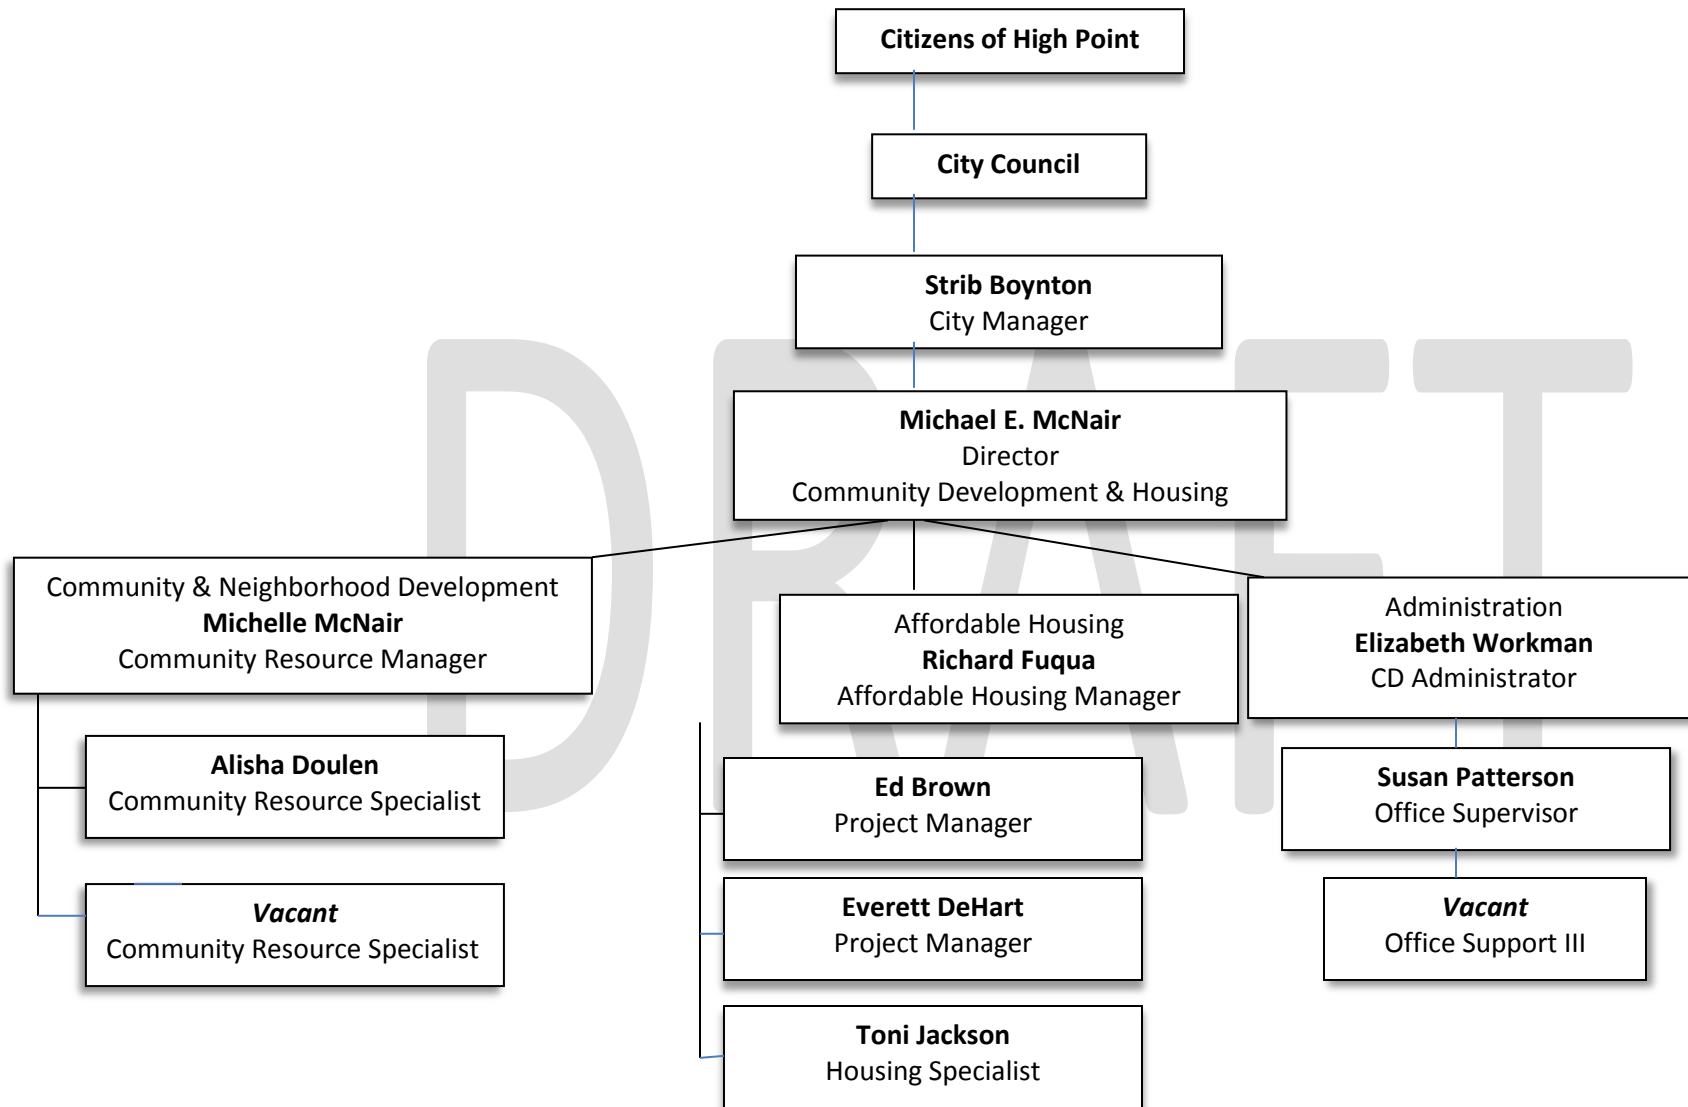 Citizens of High Point
City Council
Strib Boynton
City Manager
Michael E. McNair
Director
Community Development & Housing
Community & Neighborhood Development
Michelle McNair
Community Resource Manager
Alisha Doulen
Community Resource Specialist
Vacant
Community Resource Specialist
Affordable Housing
Richard Fuqua
Affordable Housing Manager
Ed Brown
Project Manager
Everett DeHart
Project Manager
Toni Jackson
Housing Specialist
Administration
Elizabeth Workman
CD Administrator
Susan Patterson
Office Supervisor
Vacant
Office Support III
DRAFT